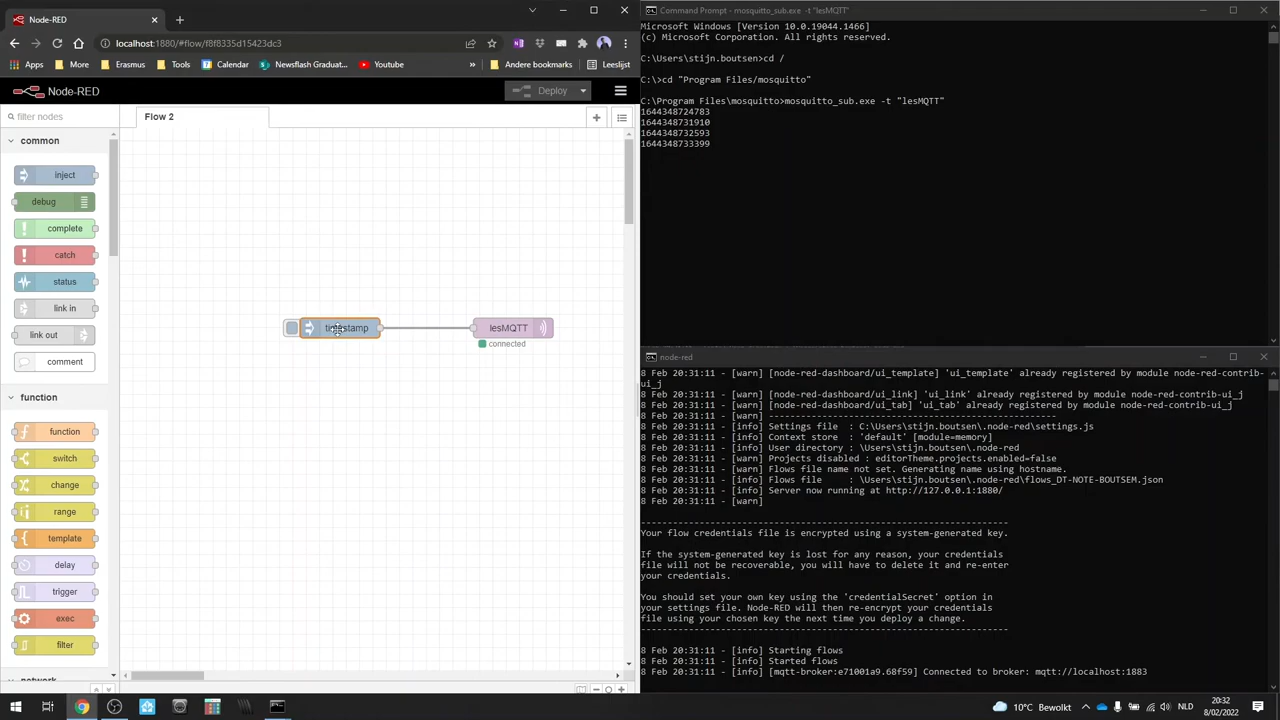 Node-RED
localhost:1880/#flow/f8f8335d15423dc3
Apps
More
Erasmus
Tools
Calendar
Newsflash Graduat...
Youtube
Andere bookmarks
Leeslijst
Node-RED
Deploy
filter nodes
Flow 2
common
inject
debug
complete
catch
status
link in
link out
comment
function
function
switch
change
range
template
delay
trigger
exec
filter
network
timestamp
lesMQTT
connected
Command Prompt - mosquitto_sub.exe -t "lesMQTT"
Microsoft Windows [Version 10.0.19044.1466]
(c) Microsoft Corporation. All rights reserved.
C:\Users\stijn.boutsen>cd /
C:\>cd "Program Files/mosquitto"
C:\Program Files\mosquitto>mosquitto_sub.exe -t "lesMQTT"
1644348724783
1644348731910
1644348732593
1644348733399
node-red
8 Feb 20:31:11 - [warn] [node-red-dashboard/ui_template] 'ui_template' already registered by module node-red-contrib-
ui_j
8 Feb 20:31:11 - [warn] [node-red-dashboard/ui_link] 'ui_link' already registered by module node-red-contrib-ui_j
8 Feb 20:31:11 - [warn] [node-red-dashboard/ui_tab] 'ui_tab' already registered by module node-red-contrib-ui_j
8 Feb 20:31:11 - [warn] ------------------------------------------------------
8 Feb 20:31:11 - [info] Settings file  : C:\Users\stijn.boutsen\.node-red\settings.js
8 Feb 20:31:11 - [info] Context store  : 'default' [module=memory]
8 Feb 20:31:11 - [info] User directory : \Users\stijn.boutsen\.node-red
8 Feb 20:31:11 - [warn] Projects disabled : editorTheme.projects.enabled=false
8 Feb 20:31:11 - [warn] Flows file name not set. Generating name using hostname.
8 Feb 20:31:11 - [info] Flows file     : \Users\stijn.boutsen\.node-red\flows_DT-NOTE-BOUTSEM.json
8 Feb 20:31:11 - [info] Server now running at http://127.0.0.1:1880/
8 Feb 20:31:11 - [warn]
---------------------------------------------------------------------
Your flow credentials file is encrypted using a system-generated key.
If the system-generated key is lost for any reason, your credentials
file will not be recoverable, you will have to delete it and re-enter
your credentials.
You should set your own key using the 'credentialSecret' option in
your settings file. Node-RED will then re-encrypt your credentials
file using your chosen key the next time you deploy a change.
---------------------------------------------------------------------
8 Feb 20:31:11 - [info] Starting flows
8 Feb 20:31:11 - [info] Started flows
8 Feb 20:31:11 - [info] [mqtt-broker:e71001a9.68f59] Connected to broker: mqtt://localhost:1883
10°C Bewolkt
NLD
20:32
8/02/2022